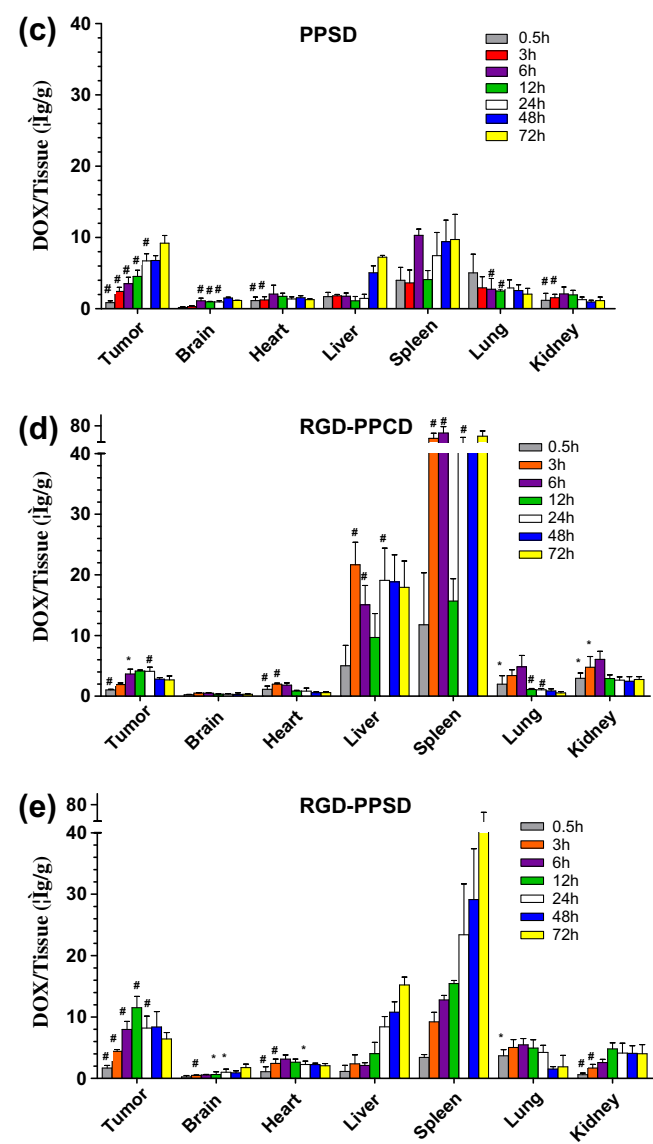 (c)
PPSD
DOX/Tissue (¦Ìg/g)
40
30
20
10
0
0.5h
3h
6h
12h
24h
48h
72h
# # # # #
# # #
# #
# #
# #
Tumor Brain Heart Liver Spleen Lung Kidney
(d)
RGD-PPCD
DOX/Tissue (¦Ìg/g)
80
40
30
20
10
0
0.5h
3h
6h
12h
24h
48h
72h
# * #
# #
# # #
# # #
* # #
* *
Tumor Brain Heart Liver Spleen Lung Kidney
(e)
RGD-PPSD
DOX/Tissue (¦Ìg/g)
80
40
30
20
10
0
0.5h
3h
6h
12h
24h
48h
72h
# # # # #
# * *
# # *
*
# #
Tumor Brain Heart Liver Spleen Lung Kidney